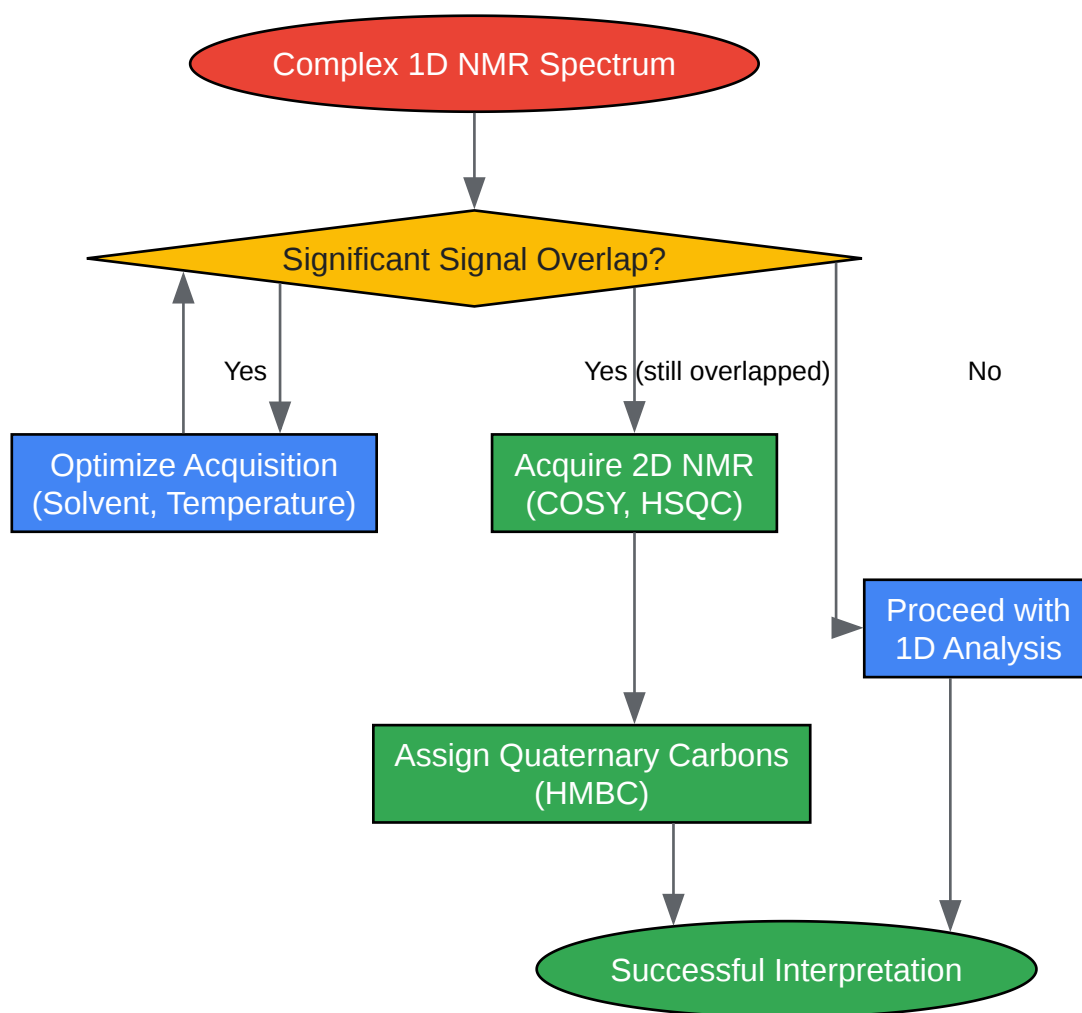 Complex 1D NMR Spectrum
Significant Signal Overlap?
Yes
Yes (still overlapped)
No
Optimize Acquisition
(Solvent, Temperature)
Acquire 2D NMR
(COSY, HSQC)
Proceed with
1D Analysis
Assign Quaternary Carbons
(HMBC)
Successful Interpretation